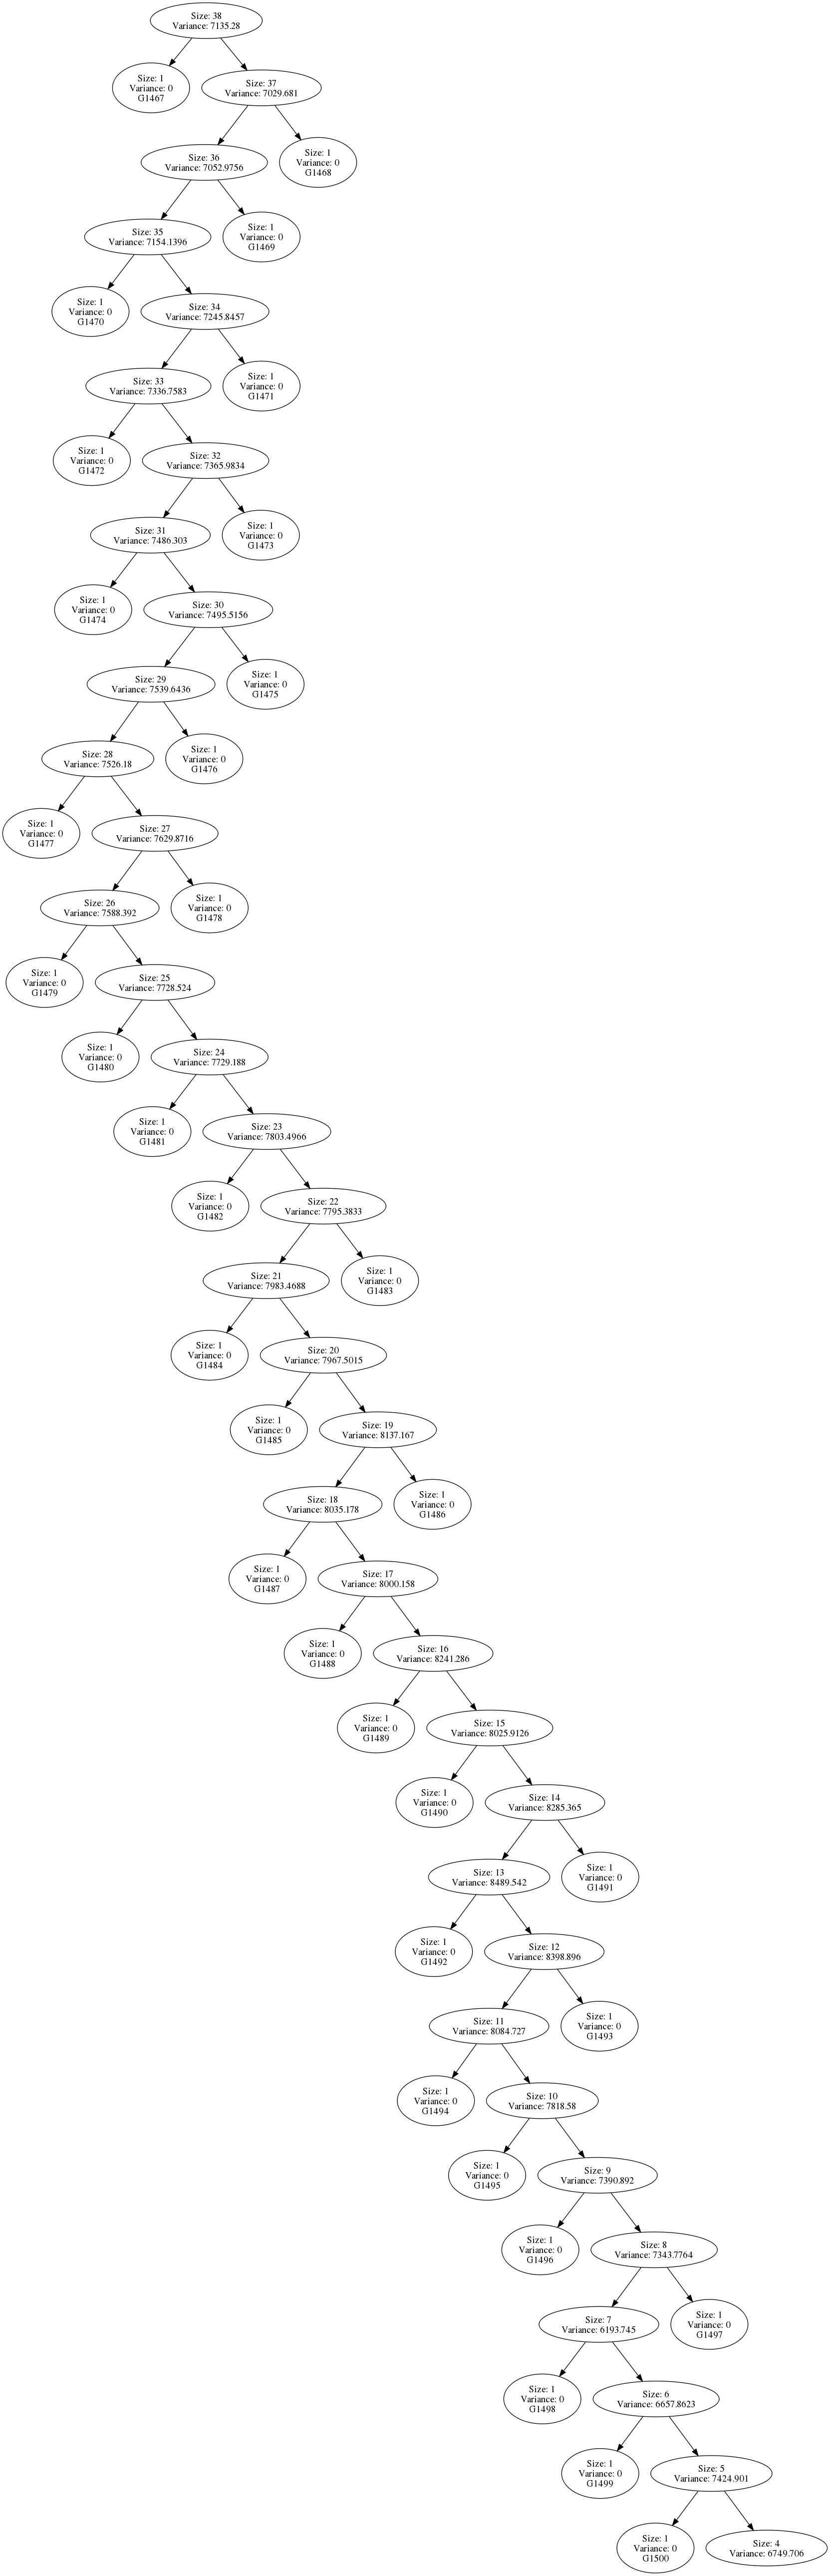 Size: 38
Variance: 7135.28
Size: 1
Variance: 0
G1467
Size: 37
Variance: 7029.681
Size: 36
Variance: 7052.9756
Size: 1
Variance: 0
G1468
Size: 35
Variance: 7154.1396
Size: 1
Variance: 0
G1469
Size: 1
Variance: 0
G1470
Size: 34
Variance: 7245.8457
Size: 33
Variance: 7336.7583
Size: 1
Variance: 0
G1471
Size: 1
Variance: 0
G1472
Size: 32
Variance: 7365.9834
Size: 31
Variance: 7486.303
Size: 1
Variance: 0
G1473
Size: 1
Variance: 0
G1474
Size: 30
Variance: 7495.5156
Size: 29
Variance: 7539.6436
Size: 1
Variance: 0
G1475
Size: 28
Variance: 7526.18
Size: 1
Variance: 0
G1476
Size: 1
Variance: 0
G1477
Size: 27
Variance: 7629.8716
Size: 26
Variance: 7588.392
Size: 1
Variance: 0
G1478
Size: 1
Variance: 0
G1479
Size: 25
Variance: 7728.524
Size: 1
Variance: 0
G1480
Size: 24
Variance: 7729.188
Size: 1
Variance: 0
G1481
Size: 23
Variance: 7803.4966
Size: 1
Variance: 0
G1482
Size: 22
Variance: 7795.3833
Size: 21
Variance: 7983.4688
Size: 1
Variance: 0
G1483
Size: 1
Variance: 0
G1484
Size: 20
Variance: 7967.5015
Size: 1
Variance: 0
G1485
Size: 19
Variance: 8137.167
Size: 18
Variance: 8035.178
Size: 1
Variance: 0
G1486
Size: 1
Variance: 0
G1487
Size: 17
Variance: 8000.158
Size: 1
Variance: 0
G1488
Size: 16
Variance: 8241.286
Size: 1
Variance: 0
G1489
Size: 15
Variance: 8025.9126
Size: 1
Variance: 0
G1490
Size: 14
Variance: 8285.365
Size: 13
Variance: 8489.542
Size: 1
Variance: 0
G1491
Size: 1
Variance: 0
G1492
Size: 12
Variance: 8398.896
Size: 11
Variance: 8084.727
Size: 1
Variance: 0
G1493
Size: 1
Variance: 0
G1494
Size: 10
Variance: 7818.58
Size: 1
Variance: 0
G1495
Size: 9
Variance: 7390.892
Size: 1
Variance: 0
G1496
Size: 8
Variance: 7343.7764
Size: 7
Variance: 6193.745
Size: 1
Variance: 0
G1497
Size: 1
Variance: 0
G1498
Size: 6
Variance: 6657.8623
Size: 1
Variance: 0
G1499
Size: 5
Variance: 7424.901
Size: 1
Variance: 0
G1500
Size: 4
Variance: 6749.706